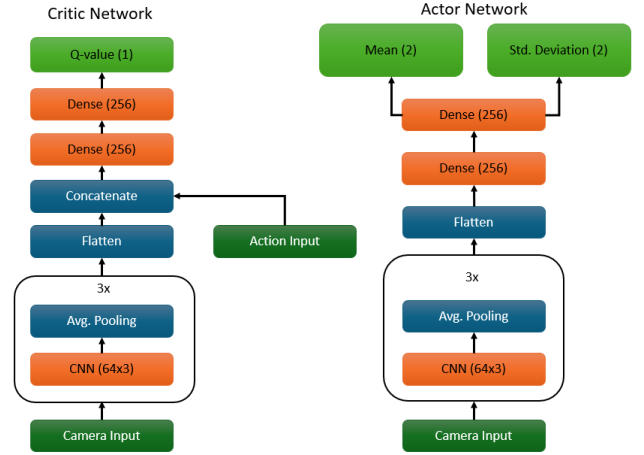 Critic Network
Q-value (1)
Dense (256)
Dense (256)
Concatenate
Flatten
Action Input
3x
Avg. Pooling
CNN (64x3)
Camera Input
Actor Network
Mean (2)
Std. Deviation (2)
Dense (256)
Dense (256)
Flatten
3x
Avg. Pooling
CNN (64x3)
Camera Input